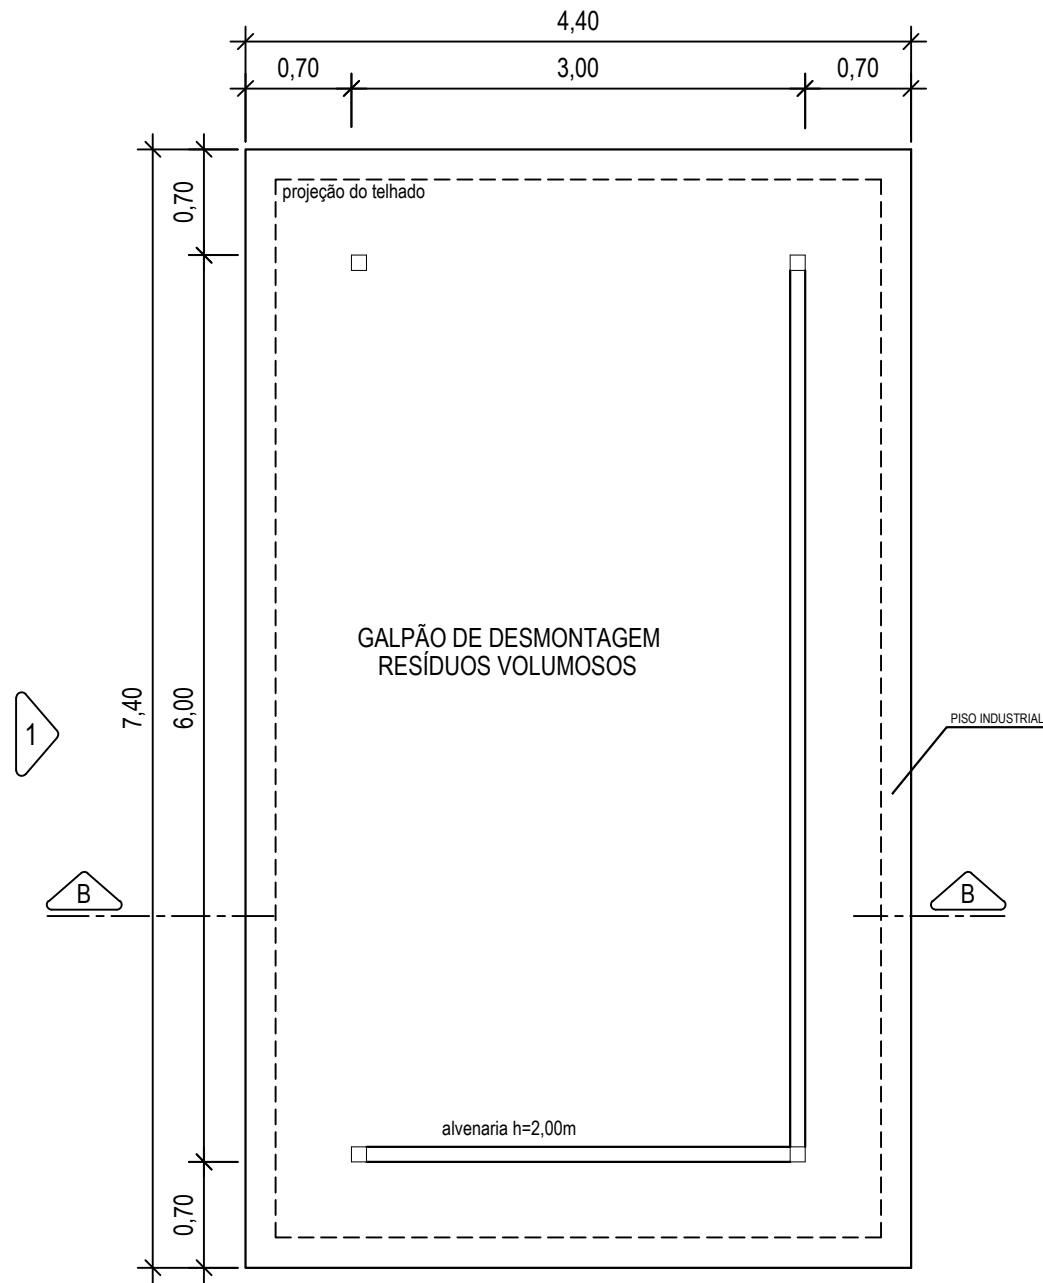 4,40
0,70
3,00
0,70
0,70
projeção do telhado
GALPÃO DE DESMONTAGEM
RESÍDUOS VOLUMOSOS
7,40
6,00
1
PISO INDUSTRIAL
B
B
alvenaria h=2,00m
0,70